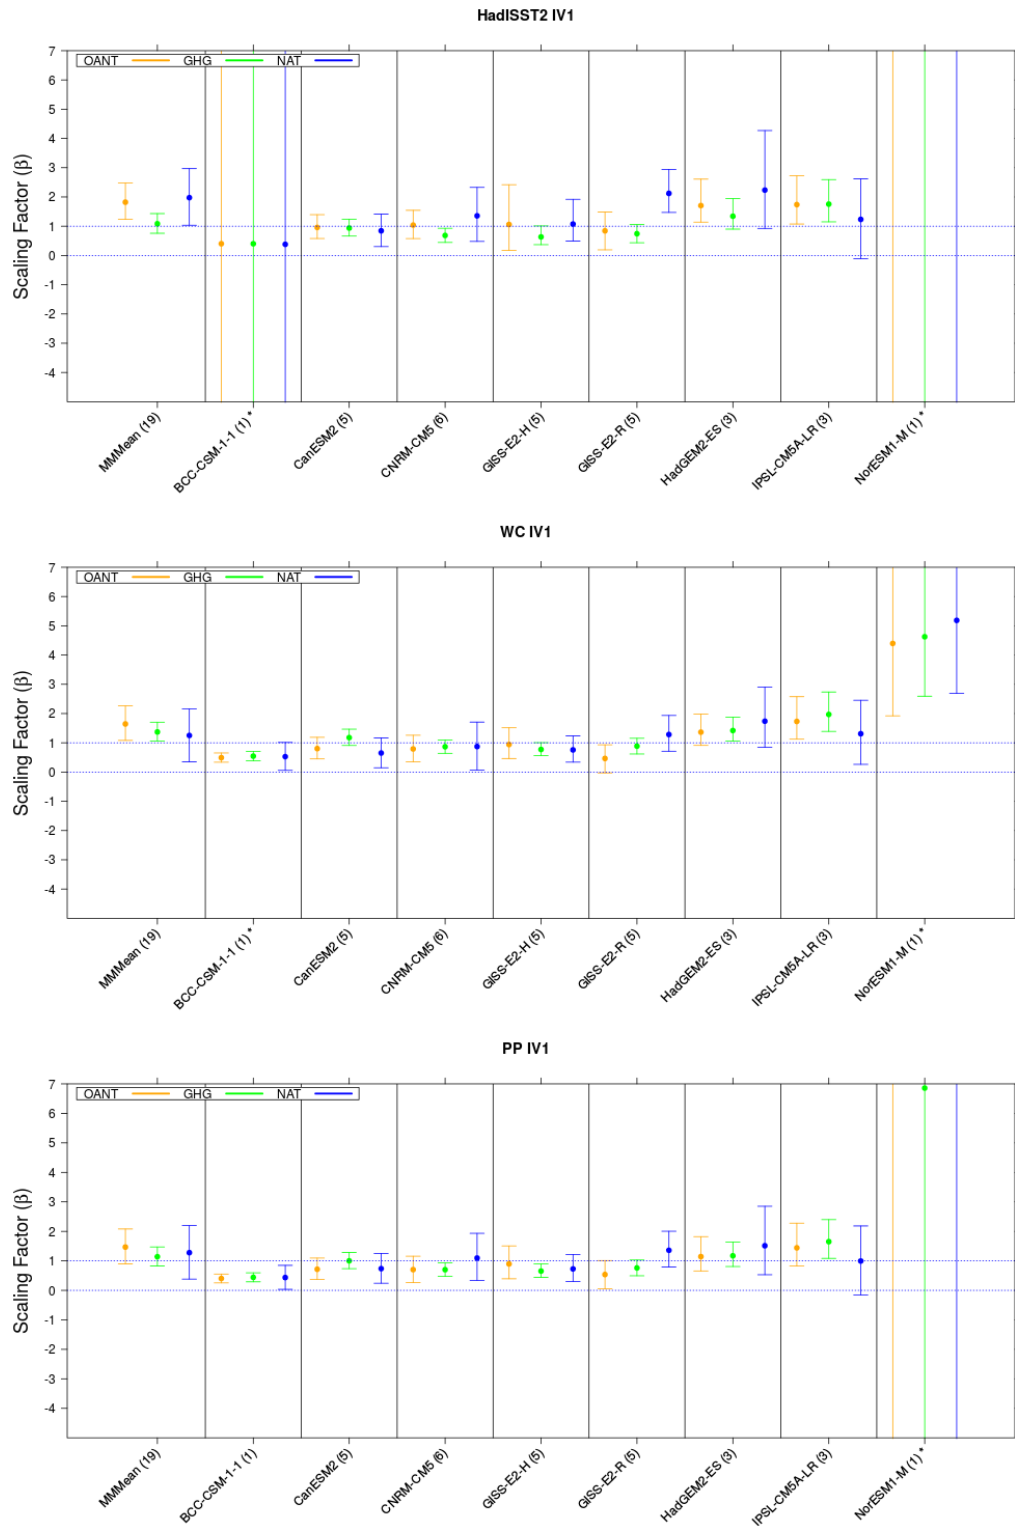 HadISST2 IV1
OANT GHG NAT
7
6
5
4
3
2
1
0
-1
-2
-3
-4
Scaling Factor (β)
MMMean (19)
BCC-CSM-1-1 (1) *
CanESM2 (5)
CNRM-CM5 (6)
GISS-E2-H (5)
GISS-E2-R (5)
HadGEM2-ES (3)
IPSL-CM5A-LR (3)
NorESM1-M (1) *
WC IV1
OANT GHG NAT
7
6
5
4
3
2
1
0
-1
-2
-3
-4
Scaling Factor (β)
MMMean (19)
BCC-CSM-1-1 (1) *
CanESM2 (5)
CNRM-CM5 (6)
GISS-E2-H (5)
GISS-E2-R (5)
HadGEM2-ES (3)
IPSL-CM5A-LR (3)
NorESM1-M (1) *
PP IV1
OANT GHG NAT
7
6
5
4
3
2
1
0
-1
-2
-3
-4
Scaling Factor (β)
MMMean (19)
BCC-CSM-1-1 (1)
CanESM2 (5)
CNRM-CM5 (6)
GISS-E2-H (5)
GISS-E2-R (5)
HadGEM2-ES (3)
IPSL-CM5A-LR (3)
NorESM1-M (1) *